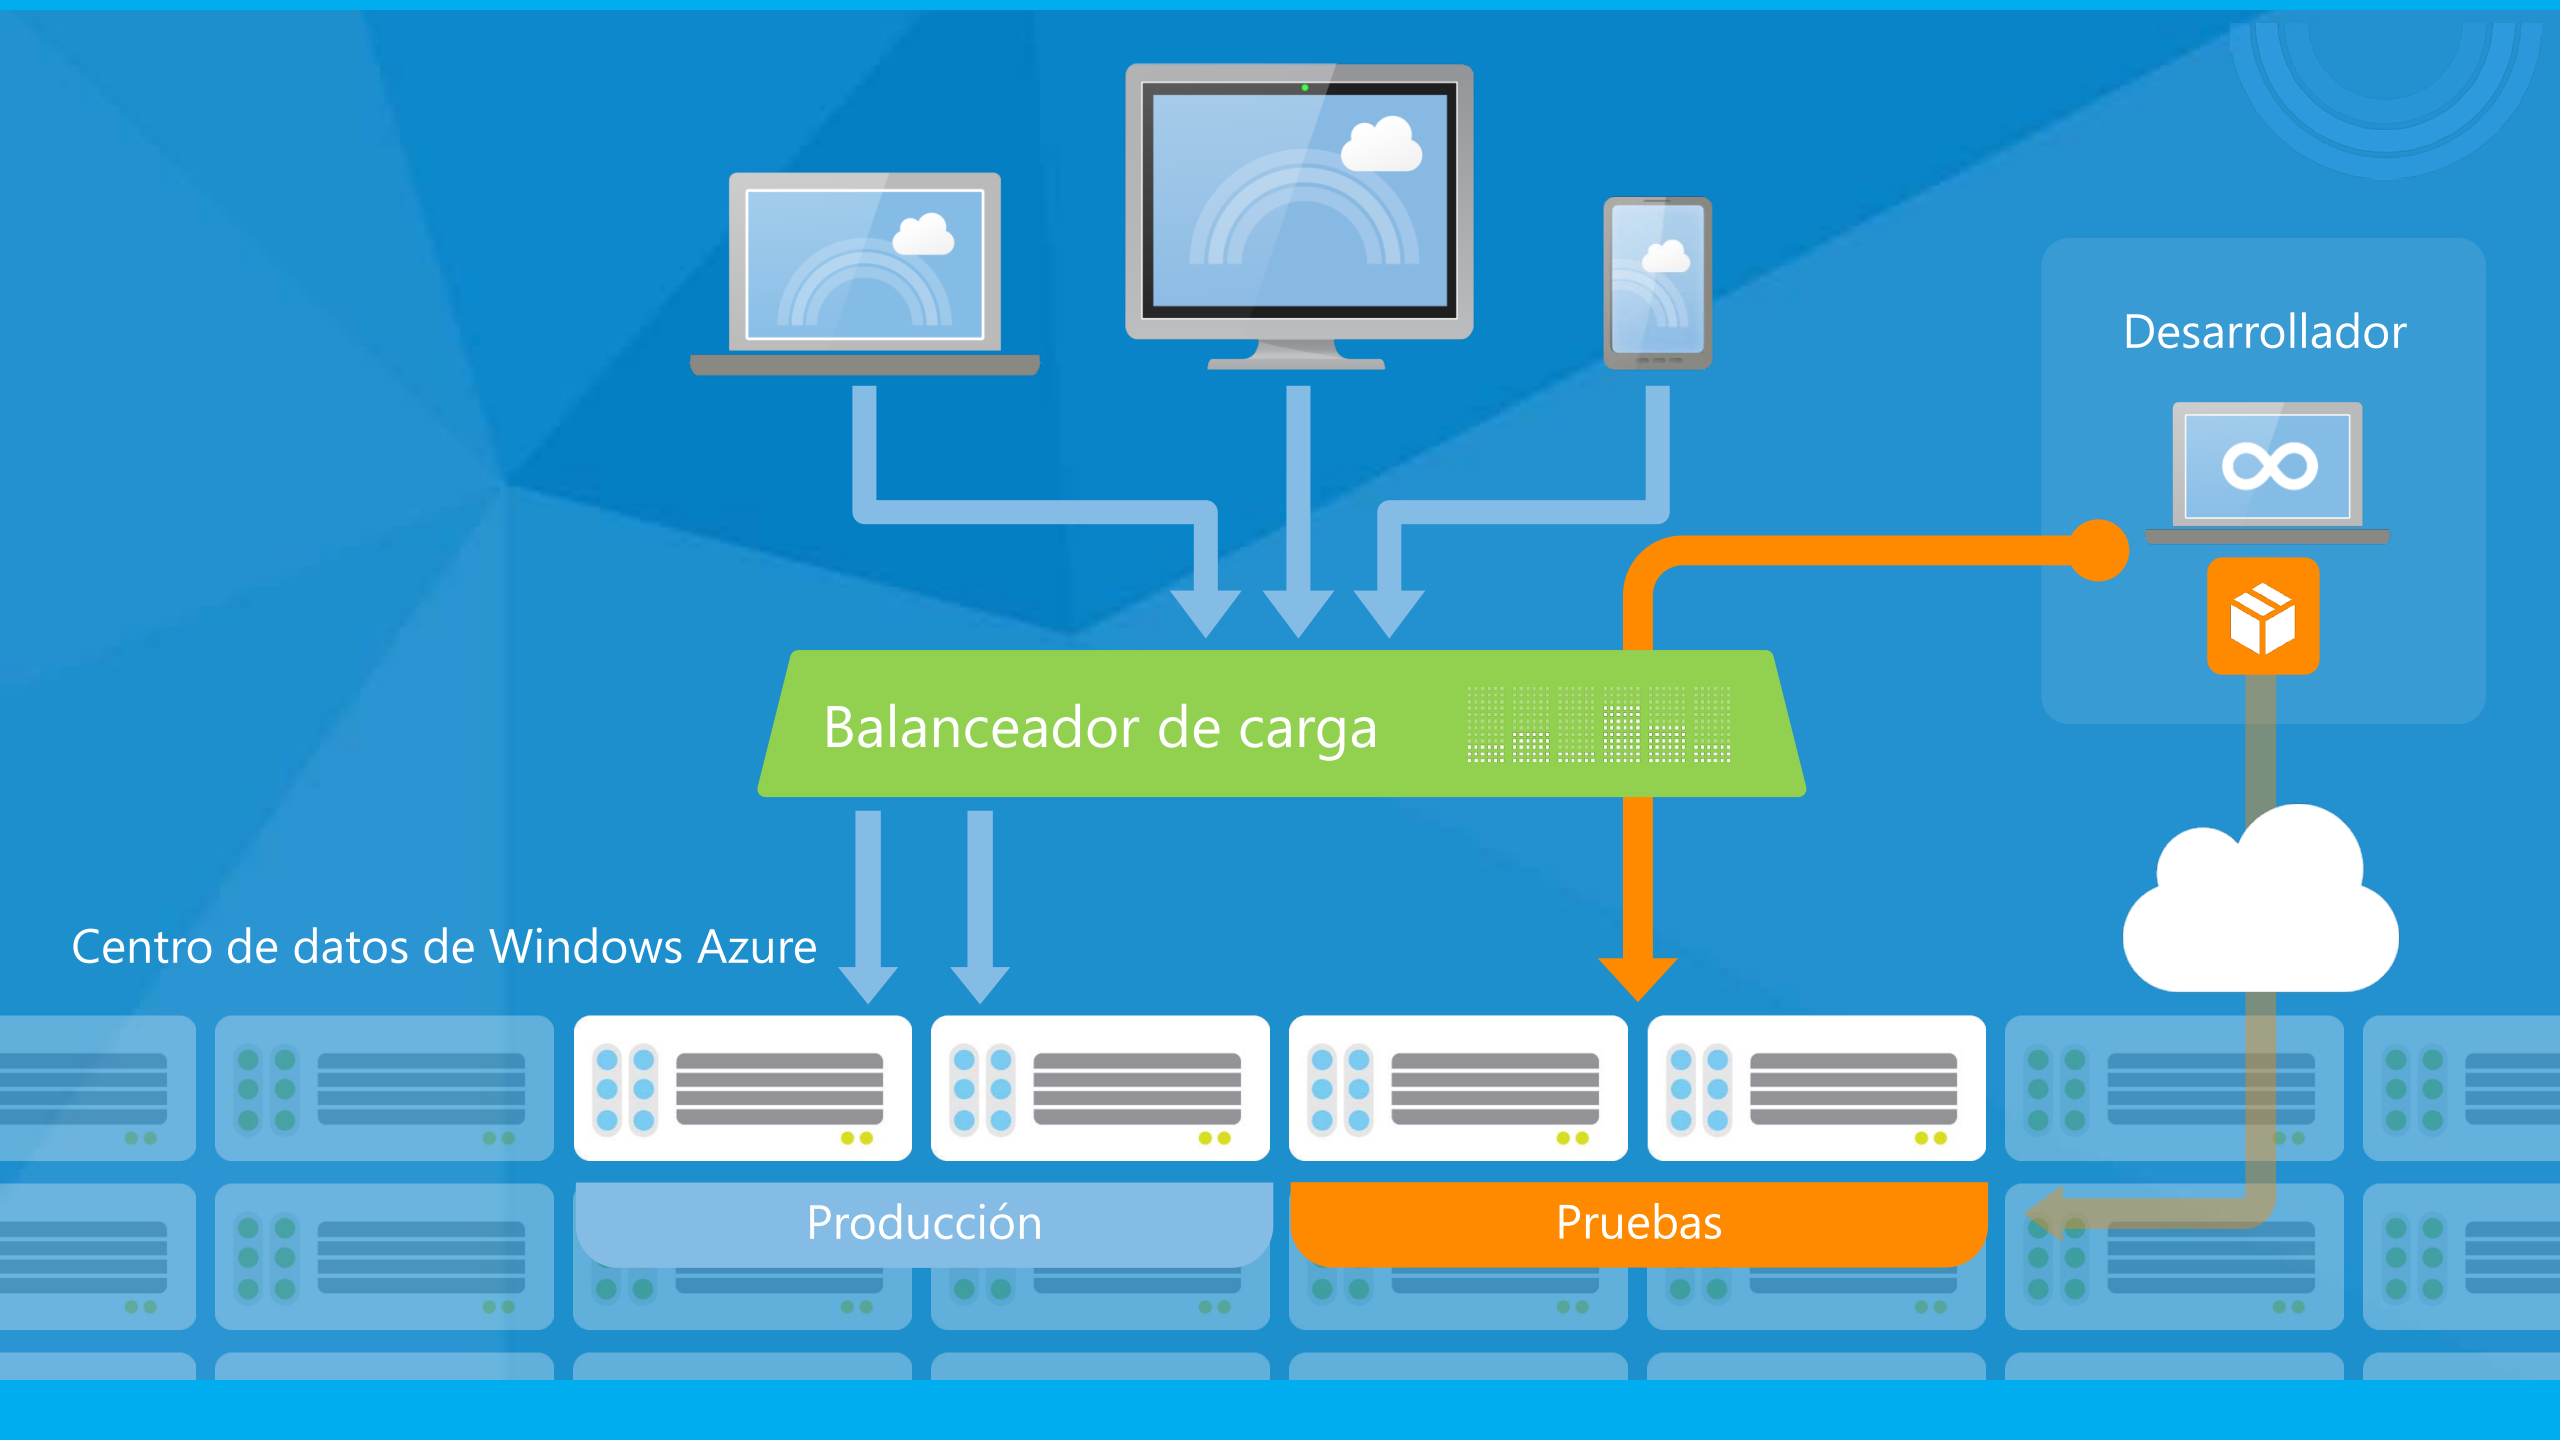 Desarrollador
Balanceador de carga
Centro de datos de Windows Azure
Producción
Pruebas